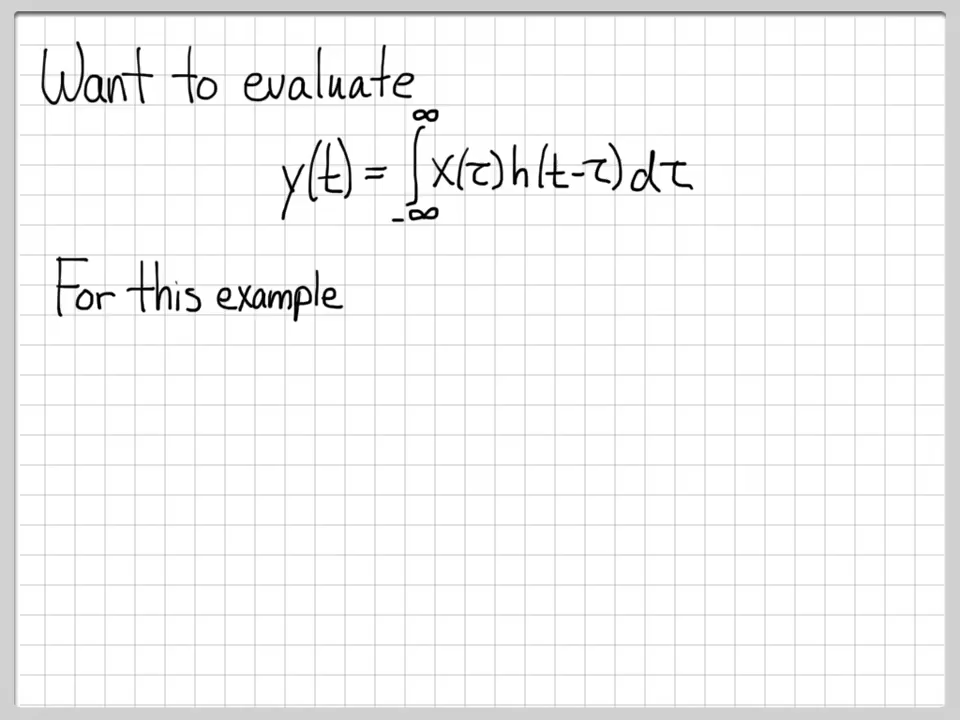 Want to evaluate
y(t) = ∫_{-∞}^{∞} x(τ) h(t-τ) dτ
For this example